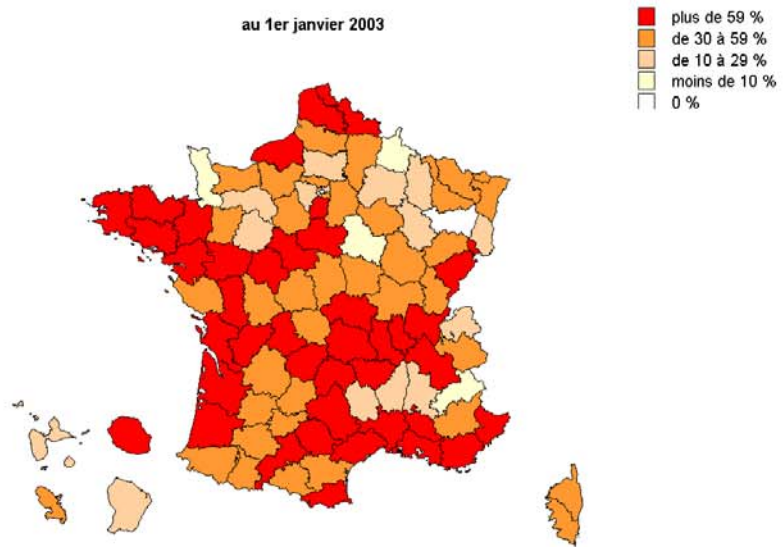 au 1er janvier 2003
plus de 59 %
de 30 à 59 %
de 10 à 29 %
moins de 10 %
0 %